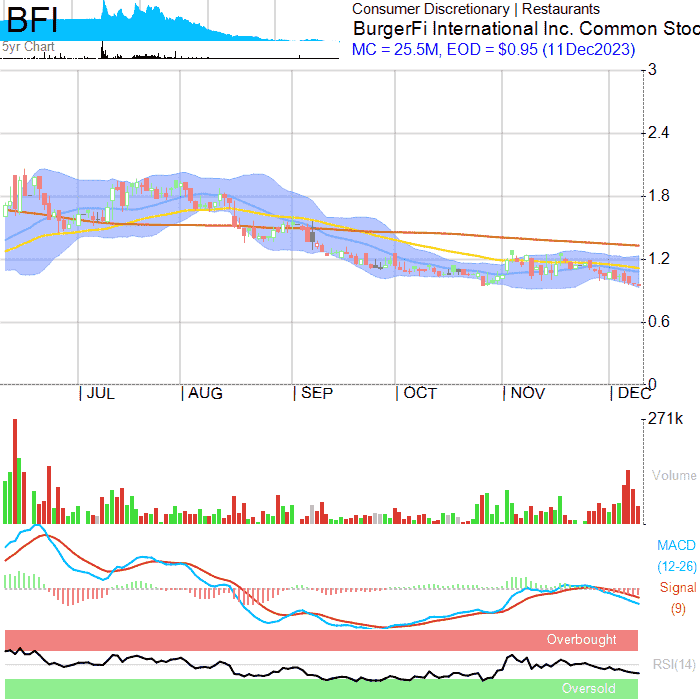 BFI
5yr Chart
Consumer Discretionary | Restaurants
BurgerFi International Inc. Common Stoc
MC = 25.5M, EOD = $0.95 (11Dec2023)
3
2.4
1.8
1.2
0.6
0
JUL
AUG
SEP
OCT
NOV
DEC
271k
Volume
MACD
(12-26)
Signal
(9)
Overbought
RSI(14)
Oversold